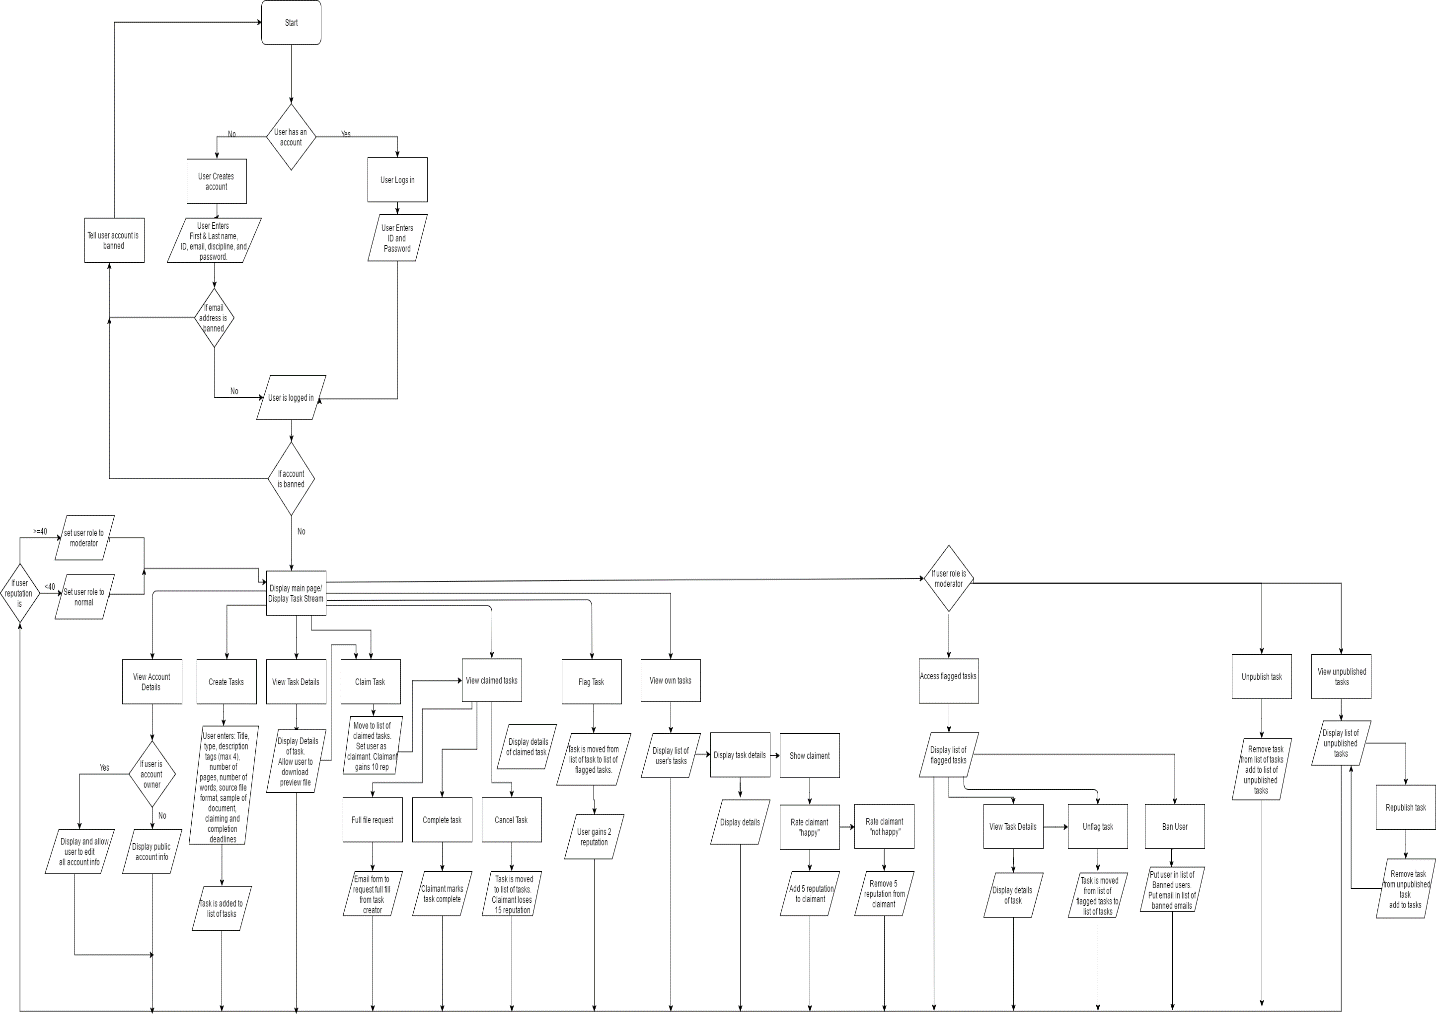 Start
User has an
account
No
Yes
User Creates
account
User Logs in
Tell user account is
banned
User Enters
First & Last name,
ID, email, discipline, and
password.
User Enters
ID and
Password
If email
address is
banned
No
User is logged in
If account
is banned
No
>=40
set user role to
moderator
If user
reputation
is
<40
Set user role to
normal
Display main page/
Display Task Stream
If user role is
moderator
View Account
Details
Create Tasks
View Task Details
Claim Task
View claimed tasks
Flag Task
View own tasks
Access flagged tasks
Unpublish task
View unpublished
tasks
User enters: Title,
type, description
tags (max 4),
number of
pages, number of
words, source file
format, sample of
document,
claiming and
completion
deadlines
Display Details
of task.
Allow user to
download
preview file
Move to list of
claimed tasks.
Set user as
claimant. Claimant
gains 10 rep
Display details
of claimed task
Task is moved from
list of task to list of
flagged tasks.
Display list of
user's tasks
Display task details
Show claiment
Display list of
flagged tasks
Remove task
from list of tasks
add to list of
unpublished
tasks
Display list of
unpublished
tasks
Yes
If user is
account
owner
No
Display and allow
user to edit
all account info
Display public
account info
Full file request
Complete task
Cancel Task
User gains 2
reputation
Display details
Rate claimant
"happy"
Rate claimant
"not happy"
View Task Details
Unflag task
Ban User
Republish task
Task is added to
list of tasks
Email form to
request full fill
from task
creator
Claimant marks
task complete
Task is moved
to list of tasks.
Claimant loses
15 reputation
Add 5 reputation
to claimant
Remove 5
reputation from
claimant
Display details
of task
Task is moved
from list of
flagged tasks to
list of tasks
Put user in list of
Banned users.
Put email in list of
banned emails
Remove task
from unpublished
task
add to tasks